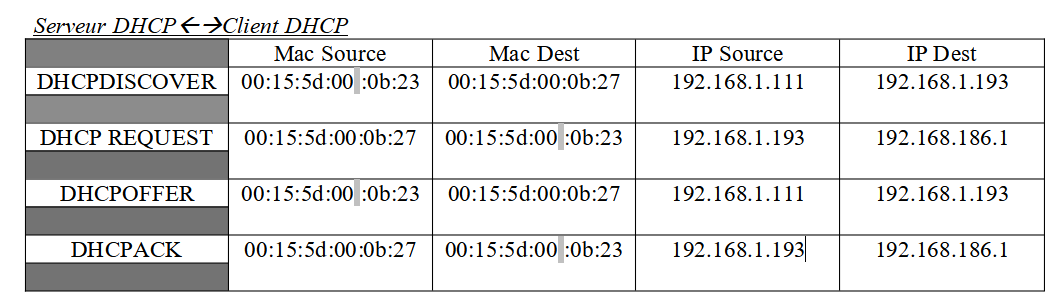 Serveur DHCP←→Client DHCP
Mac Source Mac Dest IP Source IP Dest
DHCPDISCOVER 00:15:5d:00 :0b:23 00:15:5d:00:0b:27 192.168.1.111 192.168.1.193
DHCP REQUEST 00:15:5d:00:0b:27 00:15:5d:00 :0b:23 192.168.1.193 192.168.186.1
DHCPOFFER 00:15:5d:00 :0b:23 00:15:5d:00:0b:27 192.168.1.111 192.168.1.193
DHCPACK 00:15:5d:00:0b:27 00:15:5d:00 :0b:23 192.168.1.193 192.168.186.1